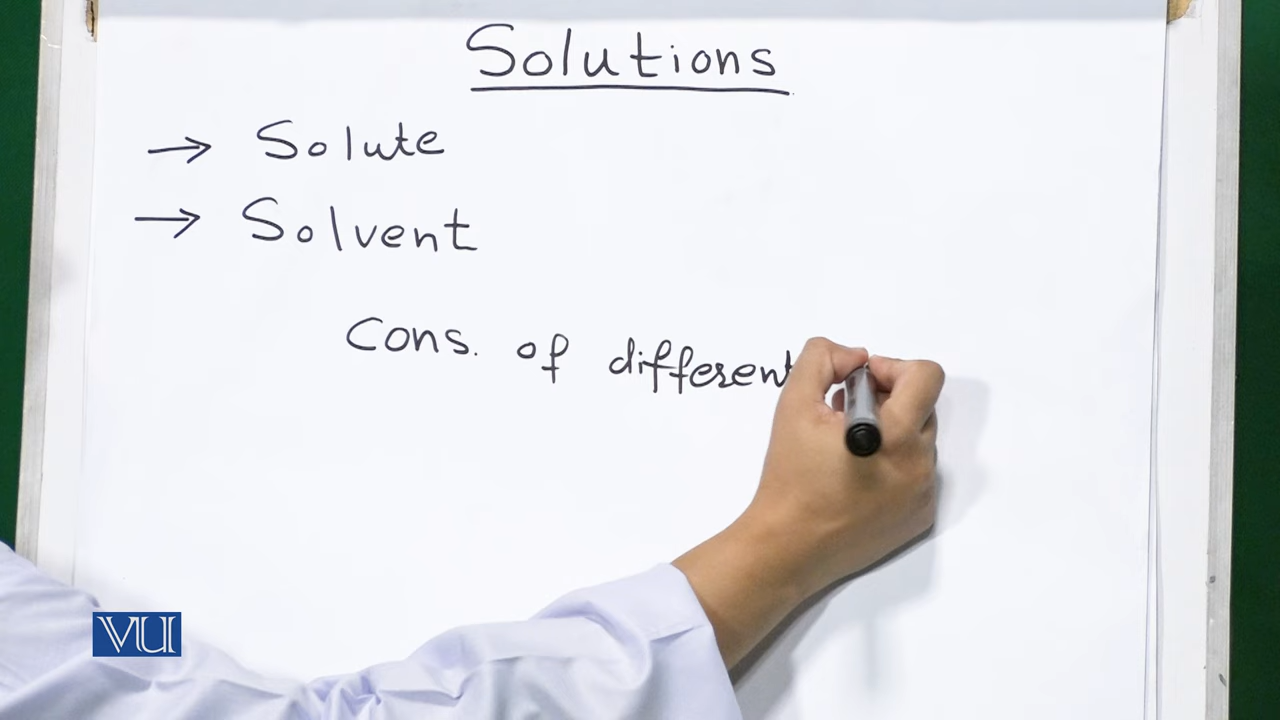 Solutions
→ Solute
→ Solvent
Cons. of different
VU